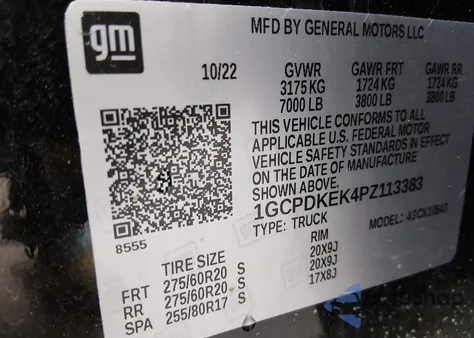 gm
MFD BY GENERAL MOTORS LLC
10/22 GVWR GAWR FRT GAWR RR
3175 KG 1724 KG 1724 KG
7000 LB 3800 LB 3800 LB
THIS VEHICLE CONFORMS TO ALL
APPLICABLE U.S. FEDERAL MOTOR
VEHICLE SAFETY STANDARDS IN EFFECT
ON THE DATE OF MANUFACTURE
SHOWN ABOVE.
1GCPDKEK4PZ113383
8555
TYPE: TRUCK MODEL:
TIRE SIZE RIM
FRT 275/60R20 S 20X9J
RR 275/60R20 S 20X9J
SPA 255/80R17 S 17X8J